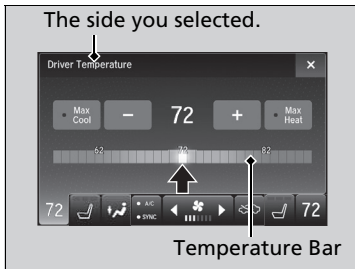 The side you selected.
Driver Temperature ×
Max Cool − 72 + Max Heat
62 72 82
72 A/C SYNC 72
Temperature Bar